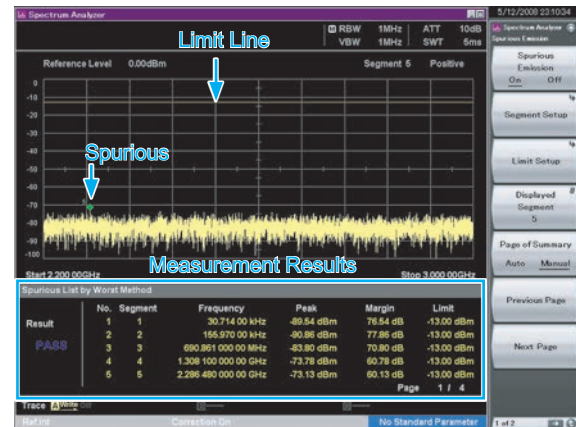 Spectrum Analyzer
5/12/2008 23:10:34
RBW 1MHz ATT 10dB
VBW 1MHz SWT 5ms
Limit Line
Reference Level 0.00dBm Segment 5 Positive
0
-10
-20
-30
-40
-50
-60
-70
-80
-90
-100
Spurious
5
Start 2.200 00GHz Stop 3.000 00GHz
Measurement Results
Spurious List by Worst Method
No. Segment Frequency Peak Margin Limit
Result 1 1 30.714 00 kHz -89.54 dBm 76.54 dB -13.00 dBm
PASS 2 2 155.970 00 kHz -90.86 dBm 77.86 dB -13.00 dBm
3 3 690.861 000 00 MHz -83.80 dBm 70.80 dB -13.00 dBm
4 4 1.308 100 000 00 GHz -73.78 dBm 60.78 dB -13.00 dBm
5 5 2.286 480 000 00 GHz -73.13 dBm 60.13 dB -13.00 dBm
Page 1 / 4
Trace A Write Off
Ref.Int Correction On No Standard Parameter
Spectrum Analyzer
Spurious Emission
Spurious
Emission
On Off
Segment Setup
Limit Setup
Displayed
Segment
5
Page of Summary
Auto Manual
Previous Page
Next Page
1 of 2